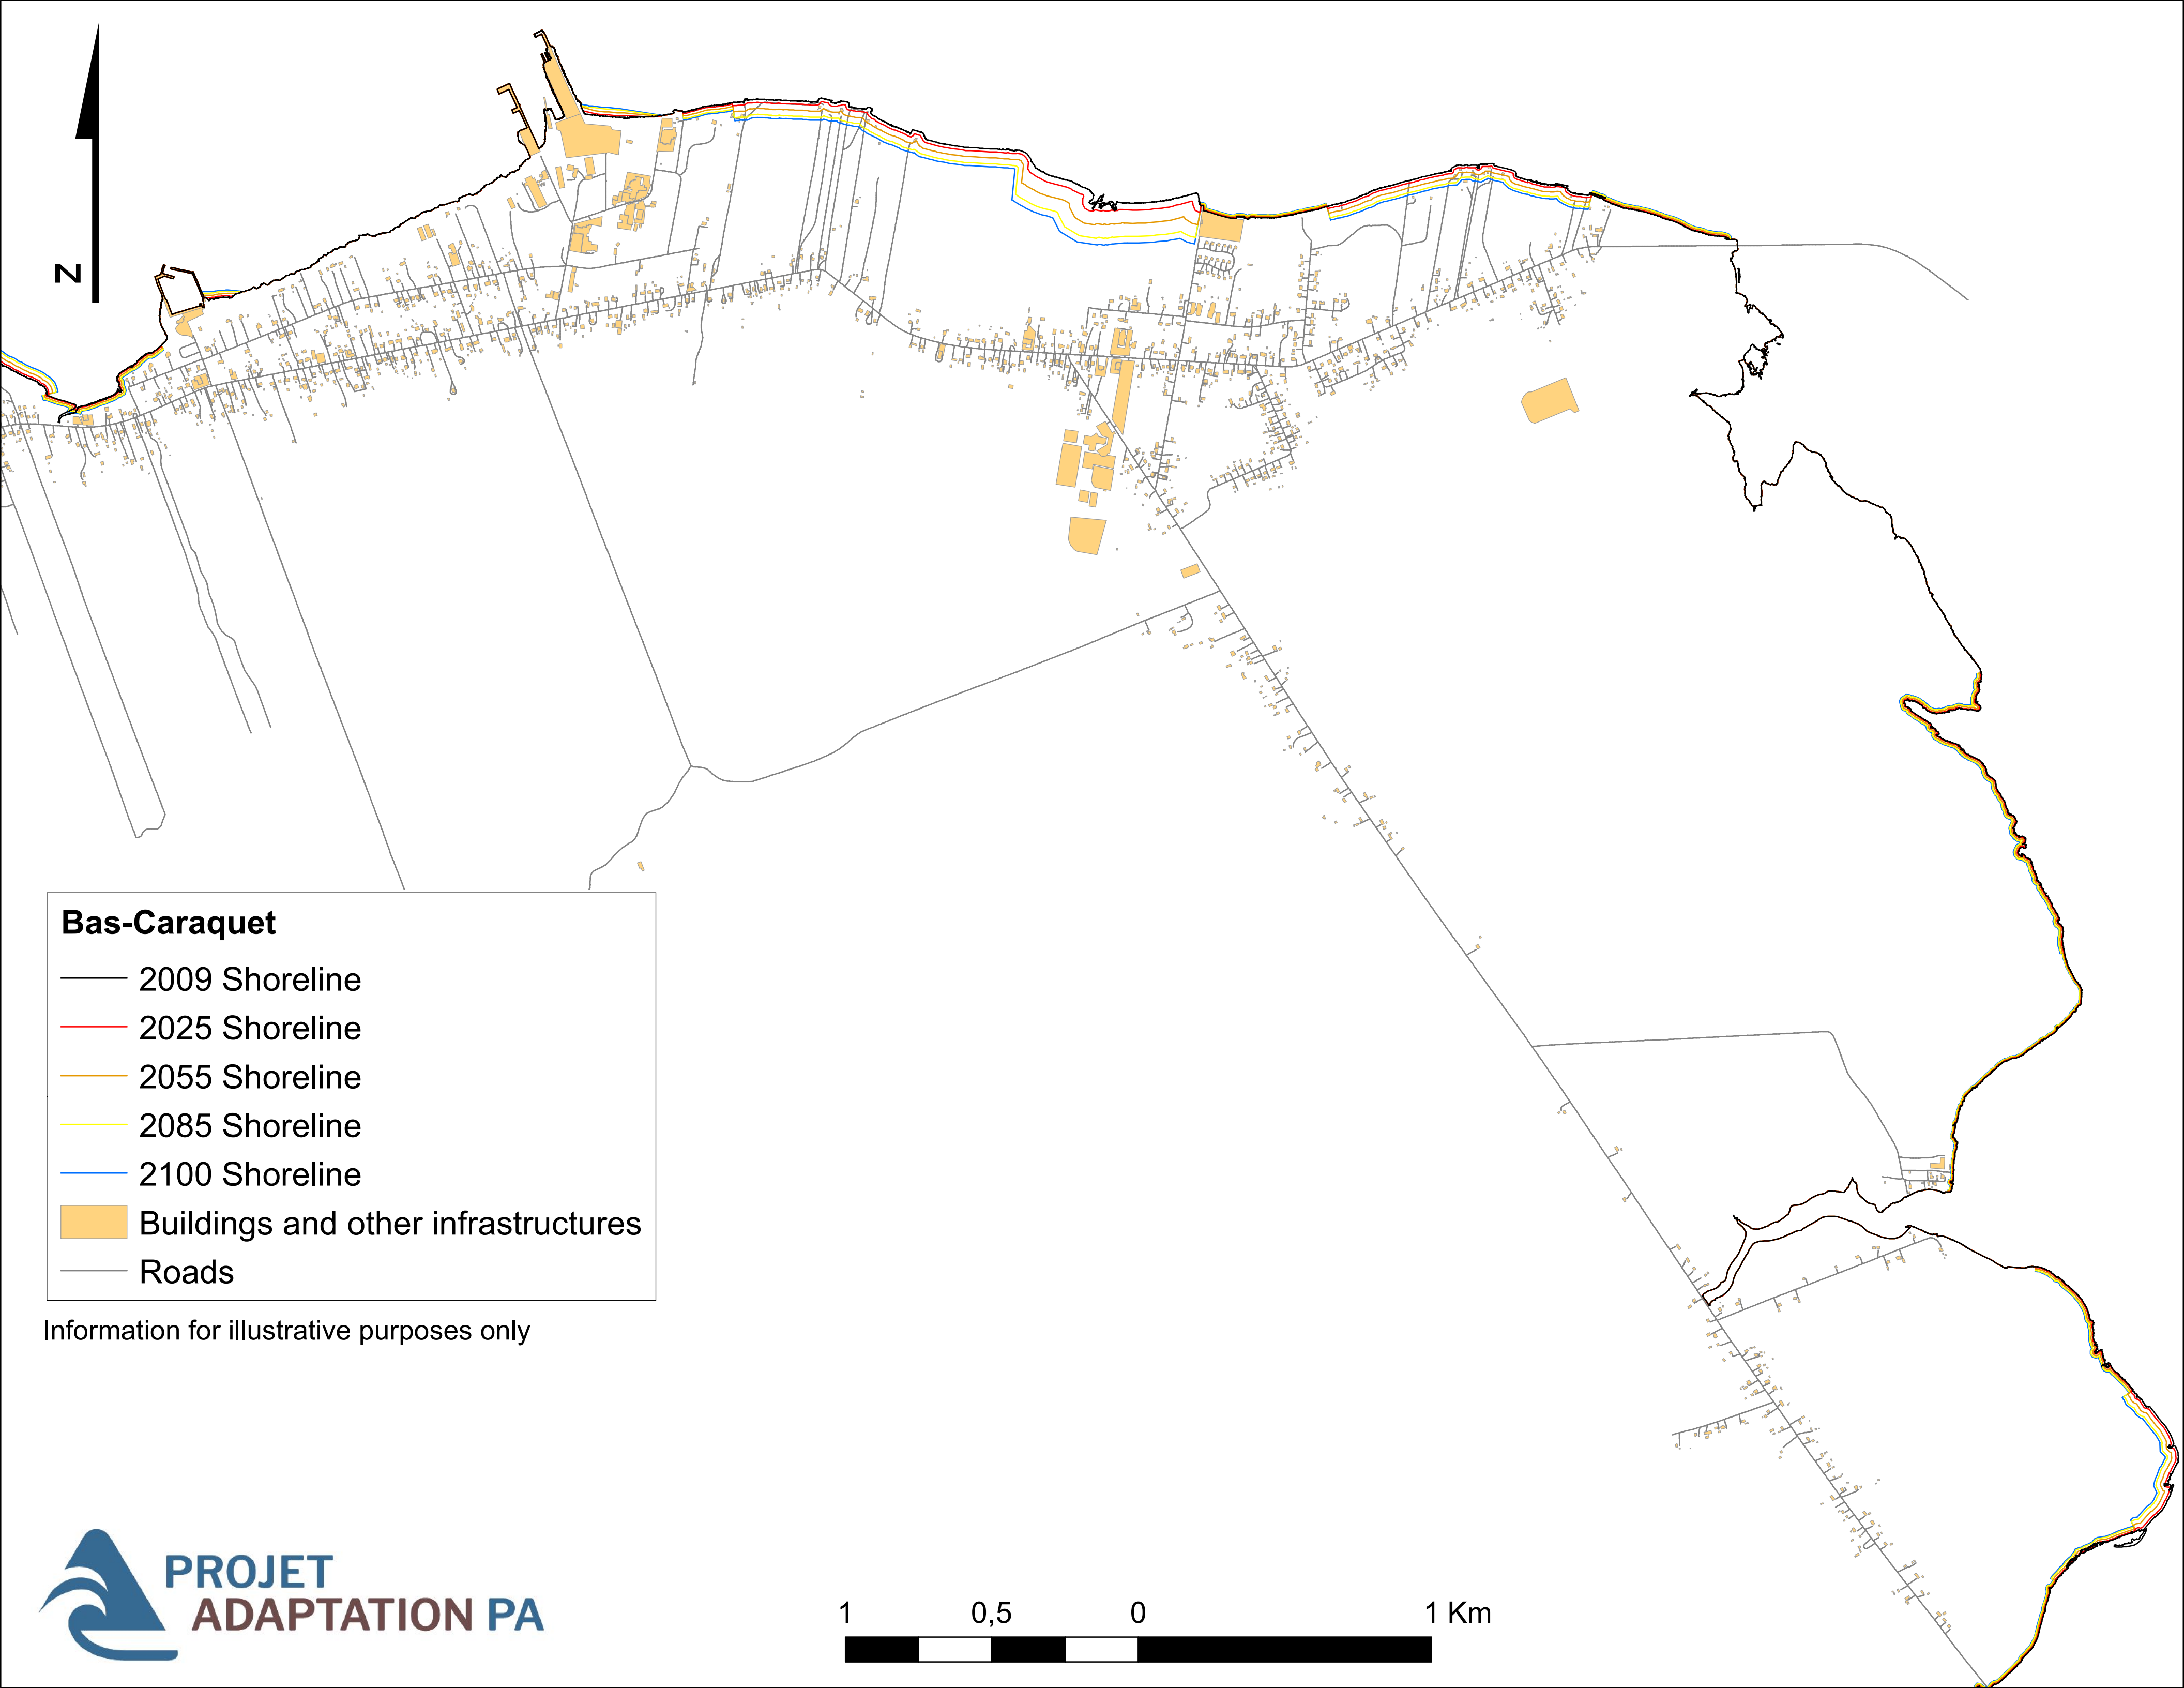 N
Bas-Caraquet
2009 Shoreline
2025 Shoreline
2055 Shoreline
2085 Shoreline
2100 Shoreline
Buildings and other infrastructures
Roads
Information for illustrative purposes only
PROJET
ADAPTATION PA
1 0,5 0 1 Km